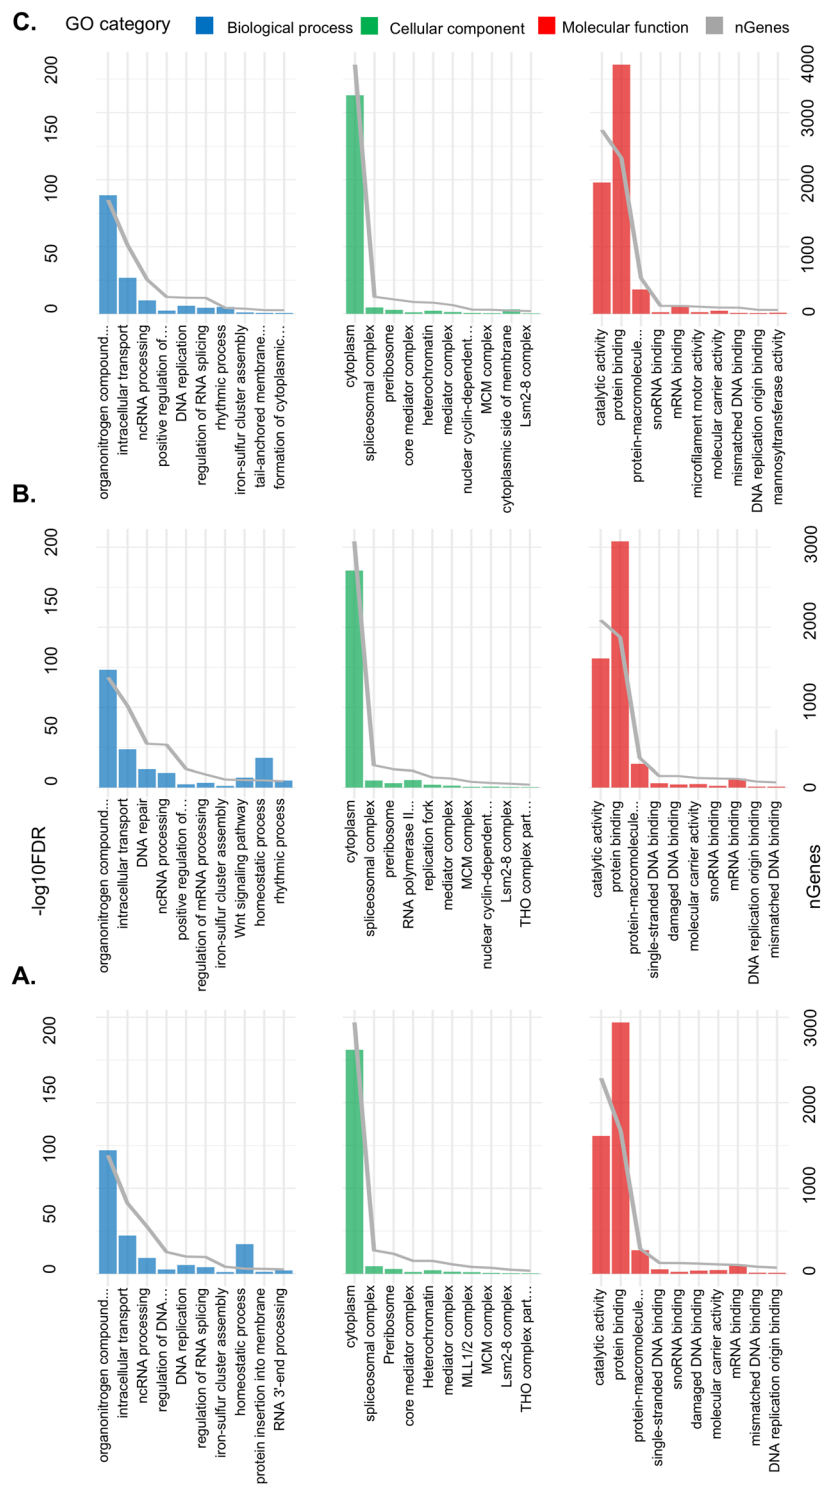 C.
GO category
Biological process
Cellular component
Molecular function
nGenes
200
150
100
50
0
4000
3000
2000
1000
0
organonitrogen compound...
intracellular transport
ncRNA processing
positive regulation of...
DNA replication
regulation of RNA splicing
rhythmic process
iron-sulfur cluster assembly
tail-anchored membrane...
formation of cytoplasmic...
cytoplasm
spliceosomal complex
preribosome
core mediator complex
heterochromatin
mediator complex
nuclear cyclin-dependent...
MCM complex
cytoplasmic side of membrane
Lsm2-8 complex
catalytic activity
protein binding
protein-macromolecule...
snoRNA binding
mRNA binding
microfilament motor activity
molecular carrier activity
mismatched DNA binding
DNA replication origin binding
mannosyltransferase activity
B.
200
150
100
50
0
3000
2000
1000
0
organonitrogen compound...
intracellular transport
DNA repair
ncRNA processing
positive regulation of...
regulation of mRNA processing
iron-sulfur cluster assembly
Wnt signaling pathway
homeostatic process
rhythmic process
cytoplasm
spliceosomal complex
preribosome
RNA polymerase II...
replication fork
mediator complex
MCM complex
nuclear cyclin-dependent...
Lsm2-8 complex
THO complex part...
catalytic activity
protein binding
protein-macromolecule...
single-stranded DNA binding
damaged DNA binding
molecular carrier activity
snoRNA binding
mRNA binding
DNA replication origin binding
mismatched DNA binding
-log10FDR
nGenes
A.
200
150
100
50
0
3000
2000
1000
0
organonitrogen compound...
intracellular transport
ncRNA processing
regulation of DNA...
DNA replication
regulation of RNA splicing
iron-sulfur cluster assembly
homeostatic process
protein insertion into membrane
RNA 3'-end processing
cytoplasm
spliceosomal complex
Preribosome
core mediator complex
Heterochromatin
mediator complex
MLL1/2 complex
MCM complex
Lsm2-8 complex
THO complex part...
catalytic activity
protein binding
protein-macromolecule...
single-stranded DNA binding
snoRNA binding
damaged DNA binding
molecular carrier activity
mRNA binding
mismatched DNA binding
DNA replication origin binding